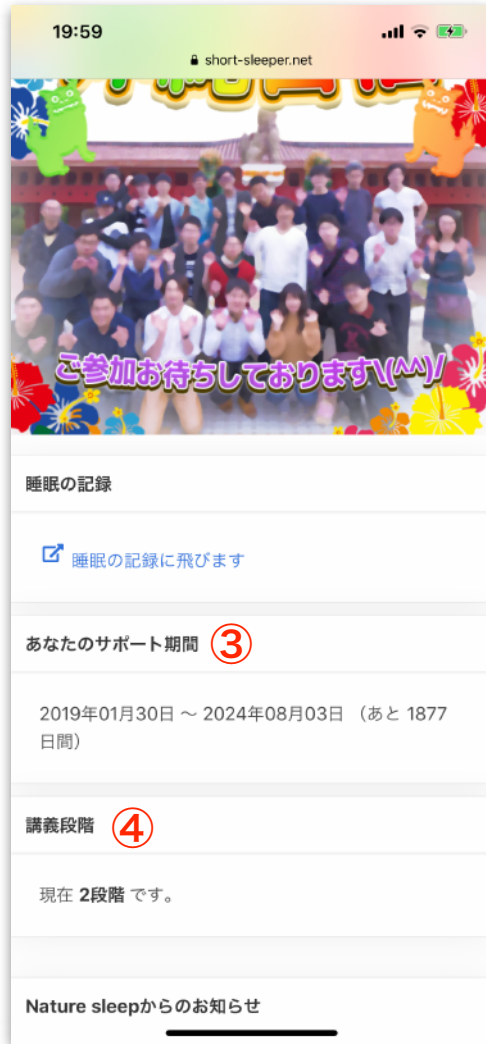 19:59
short-sleeper.net
ご参加お待ちしております\(^^)/
睡眠の記録
睡眠の記録に飛びます
あなたのサポート期間 ③
2019年01月30日 ～ 2024年08月03日 （あと 1877
日間）
講義段階 ④
現在 2段階 です。
Nature sleepからのお知らせ